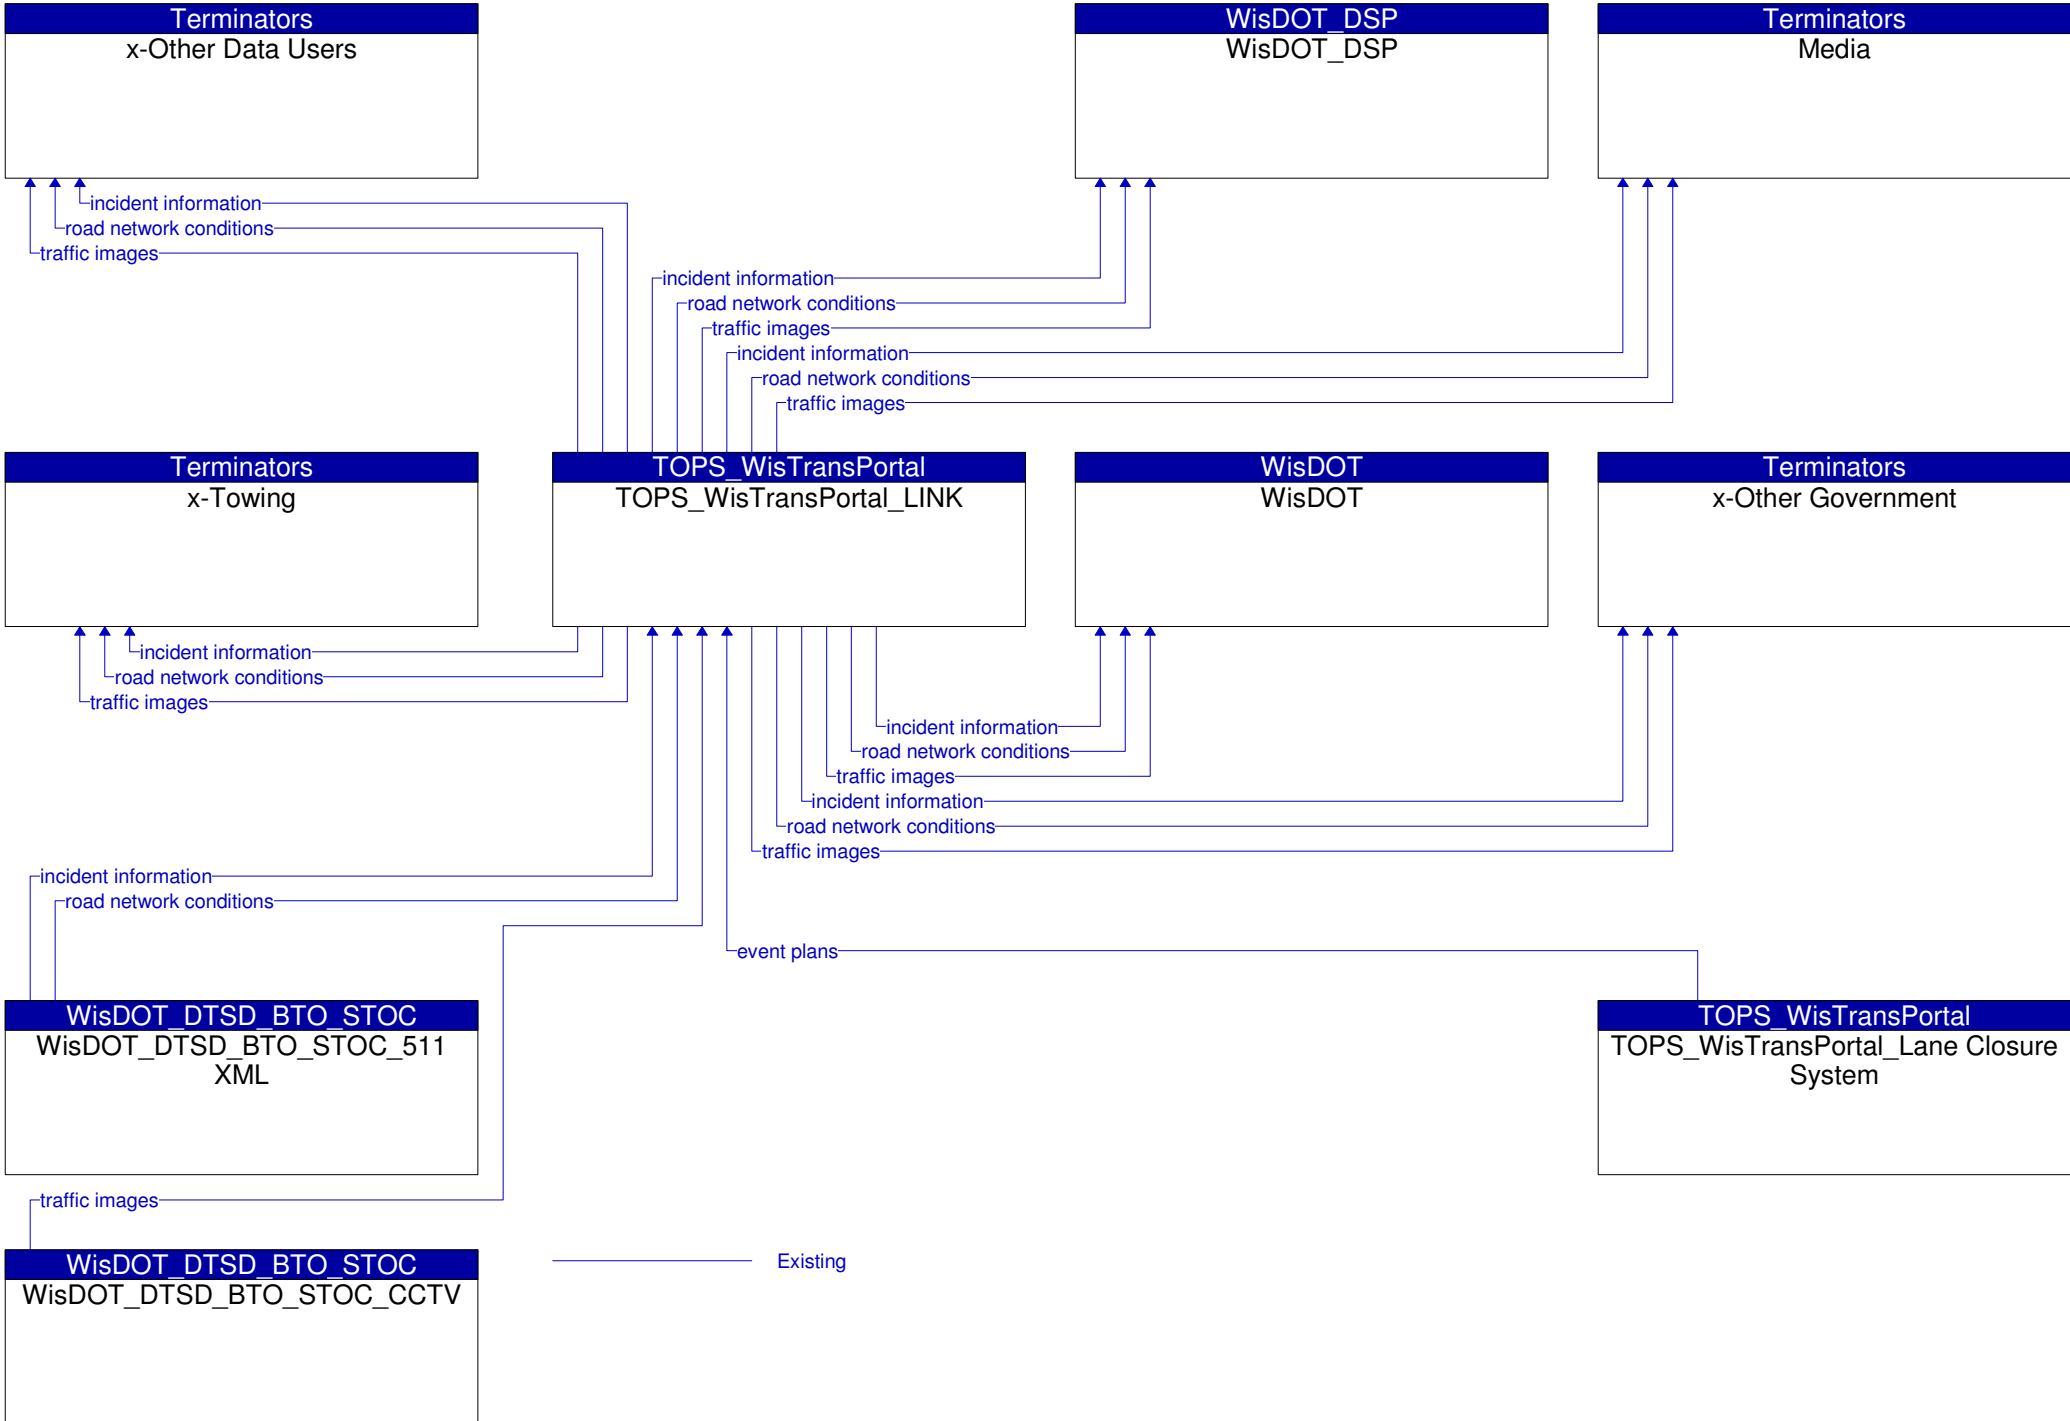 Terminators
x-Other Data Users
WisDOT_DSP
WisDOT_DSP
Terminators
Media
incident information
road network conditions
traffic images
incident information
road network conditions
traffic images
incident information
road network conditions
traffic images
Terminators
x-Towing
TOPS_WisTransPortal
TOPS_WisTransPortal_LINK
WisDOT
WisDOT
Terminators
x-Other Government
incident information
road network conditions
traffic images
incident information
road network conditions
traffic images
incident information
road network conditions
traffic images
incident information
road network conditions
event plans
WisDOT_DTSD_BTO_STOC
WisDOT_DTSD_BTO_STOC_511
XML
TOPS_WisTransPortal
TOPS_WisTransPortal_Lane Closure
System
traffic images
WisDOT_DTSD_BTO_STOC
WisDOT_DTSD_BTO_STOC_CCTV
Existing